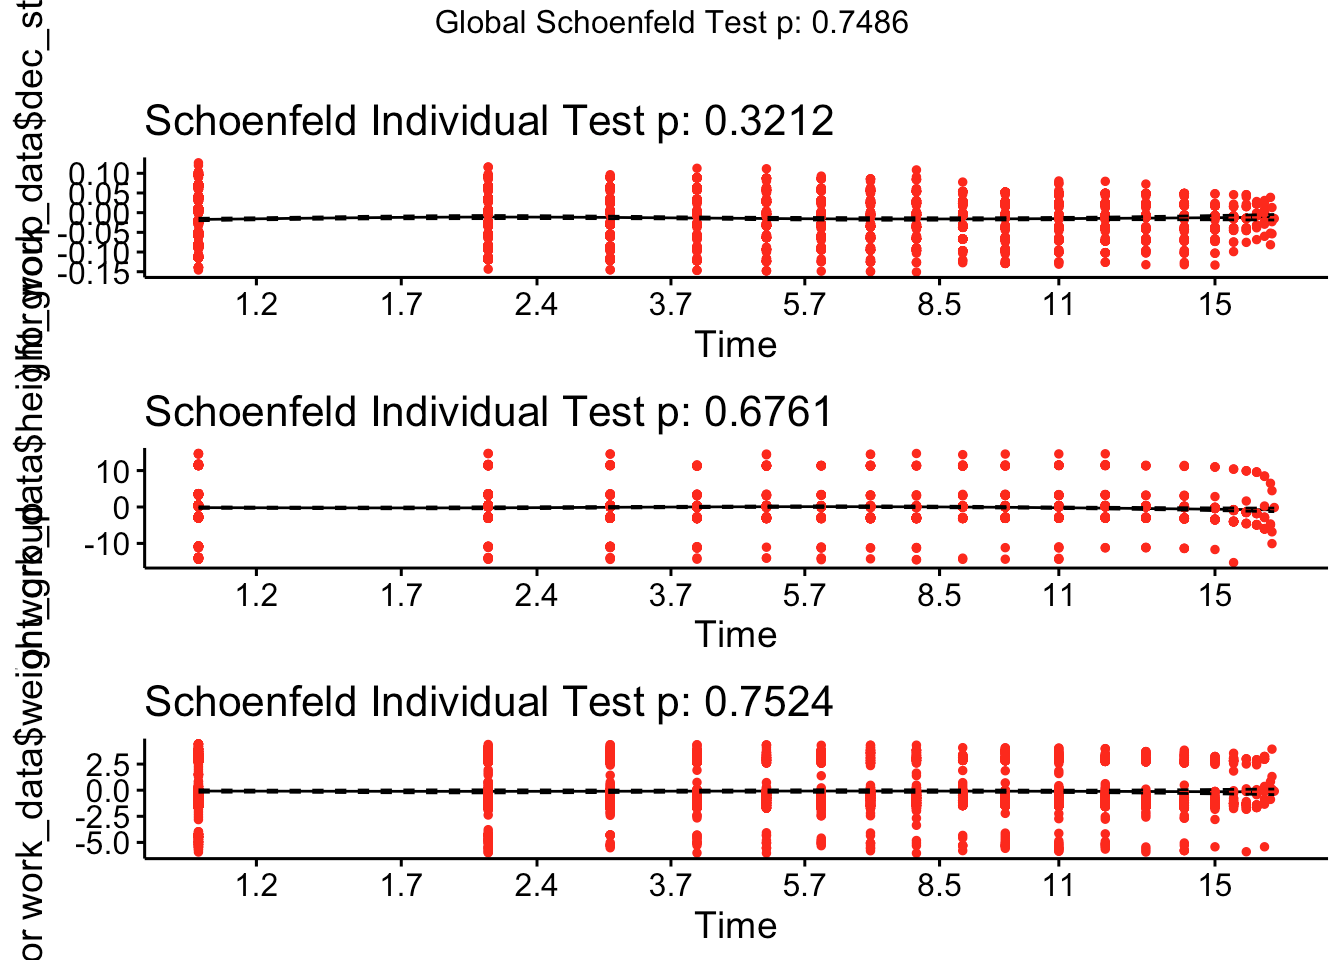 Global Schoenfeld Test p: 0.7486
Schoenfeld Individual Test p: 0.3212
0.10
0.05
0.00
-0.05
-0.10
-0.15
1.2 1.7 2.4 3.7 5.7 8.5 11 15
Time
Schoenfeld Individual Test p: 0.6761
10
0
-10
1.2 1.7 2.4 3.7 5.7 8.5 11 15
Time
Schoenfeld Individual Test p: 0.7524
2.5
0.0
-2.5
-5.0
1.2 1.7 2.4 3.7 5.7 8.5 11 15
Time